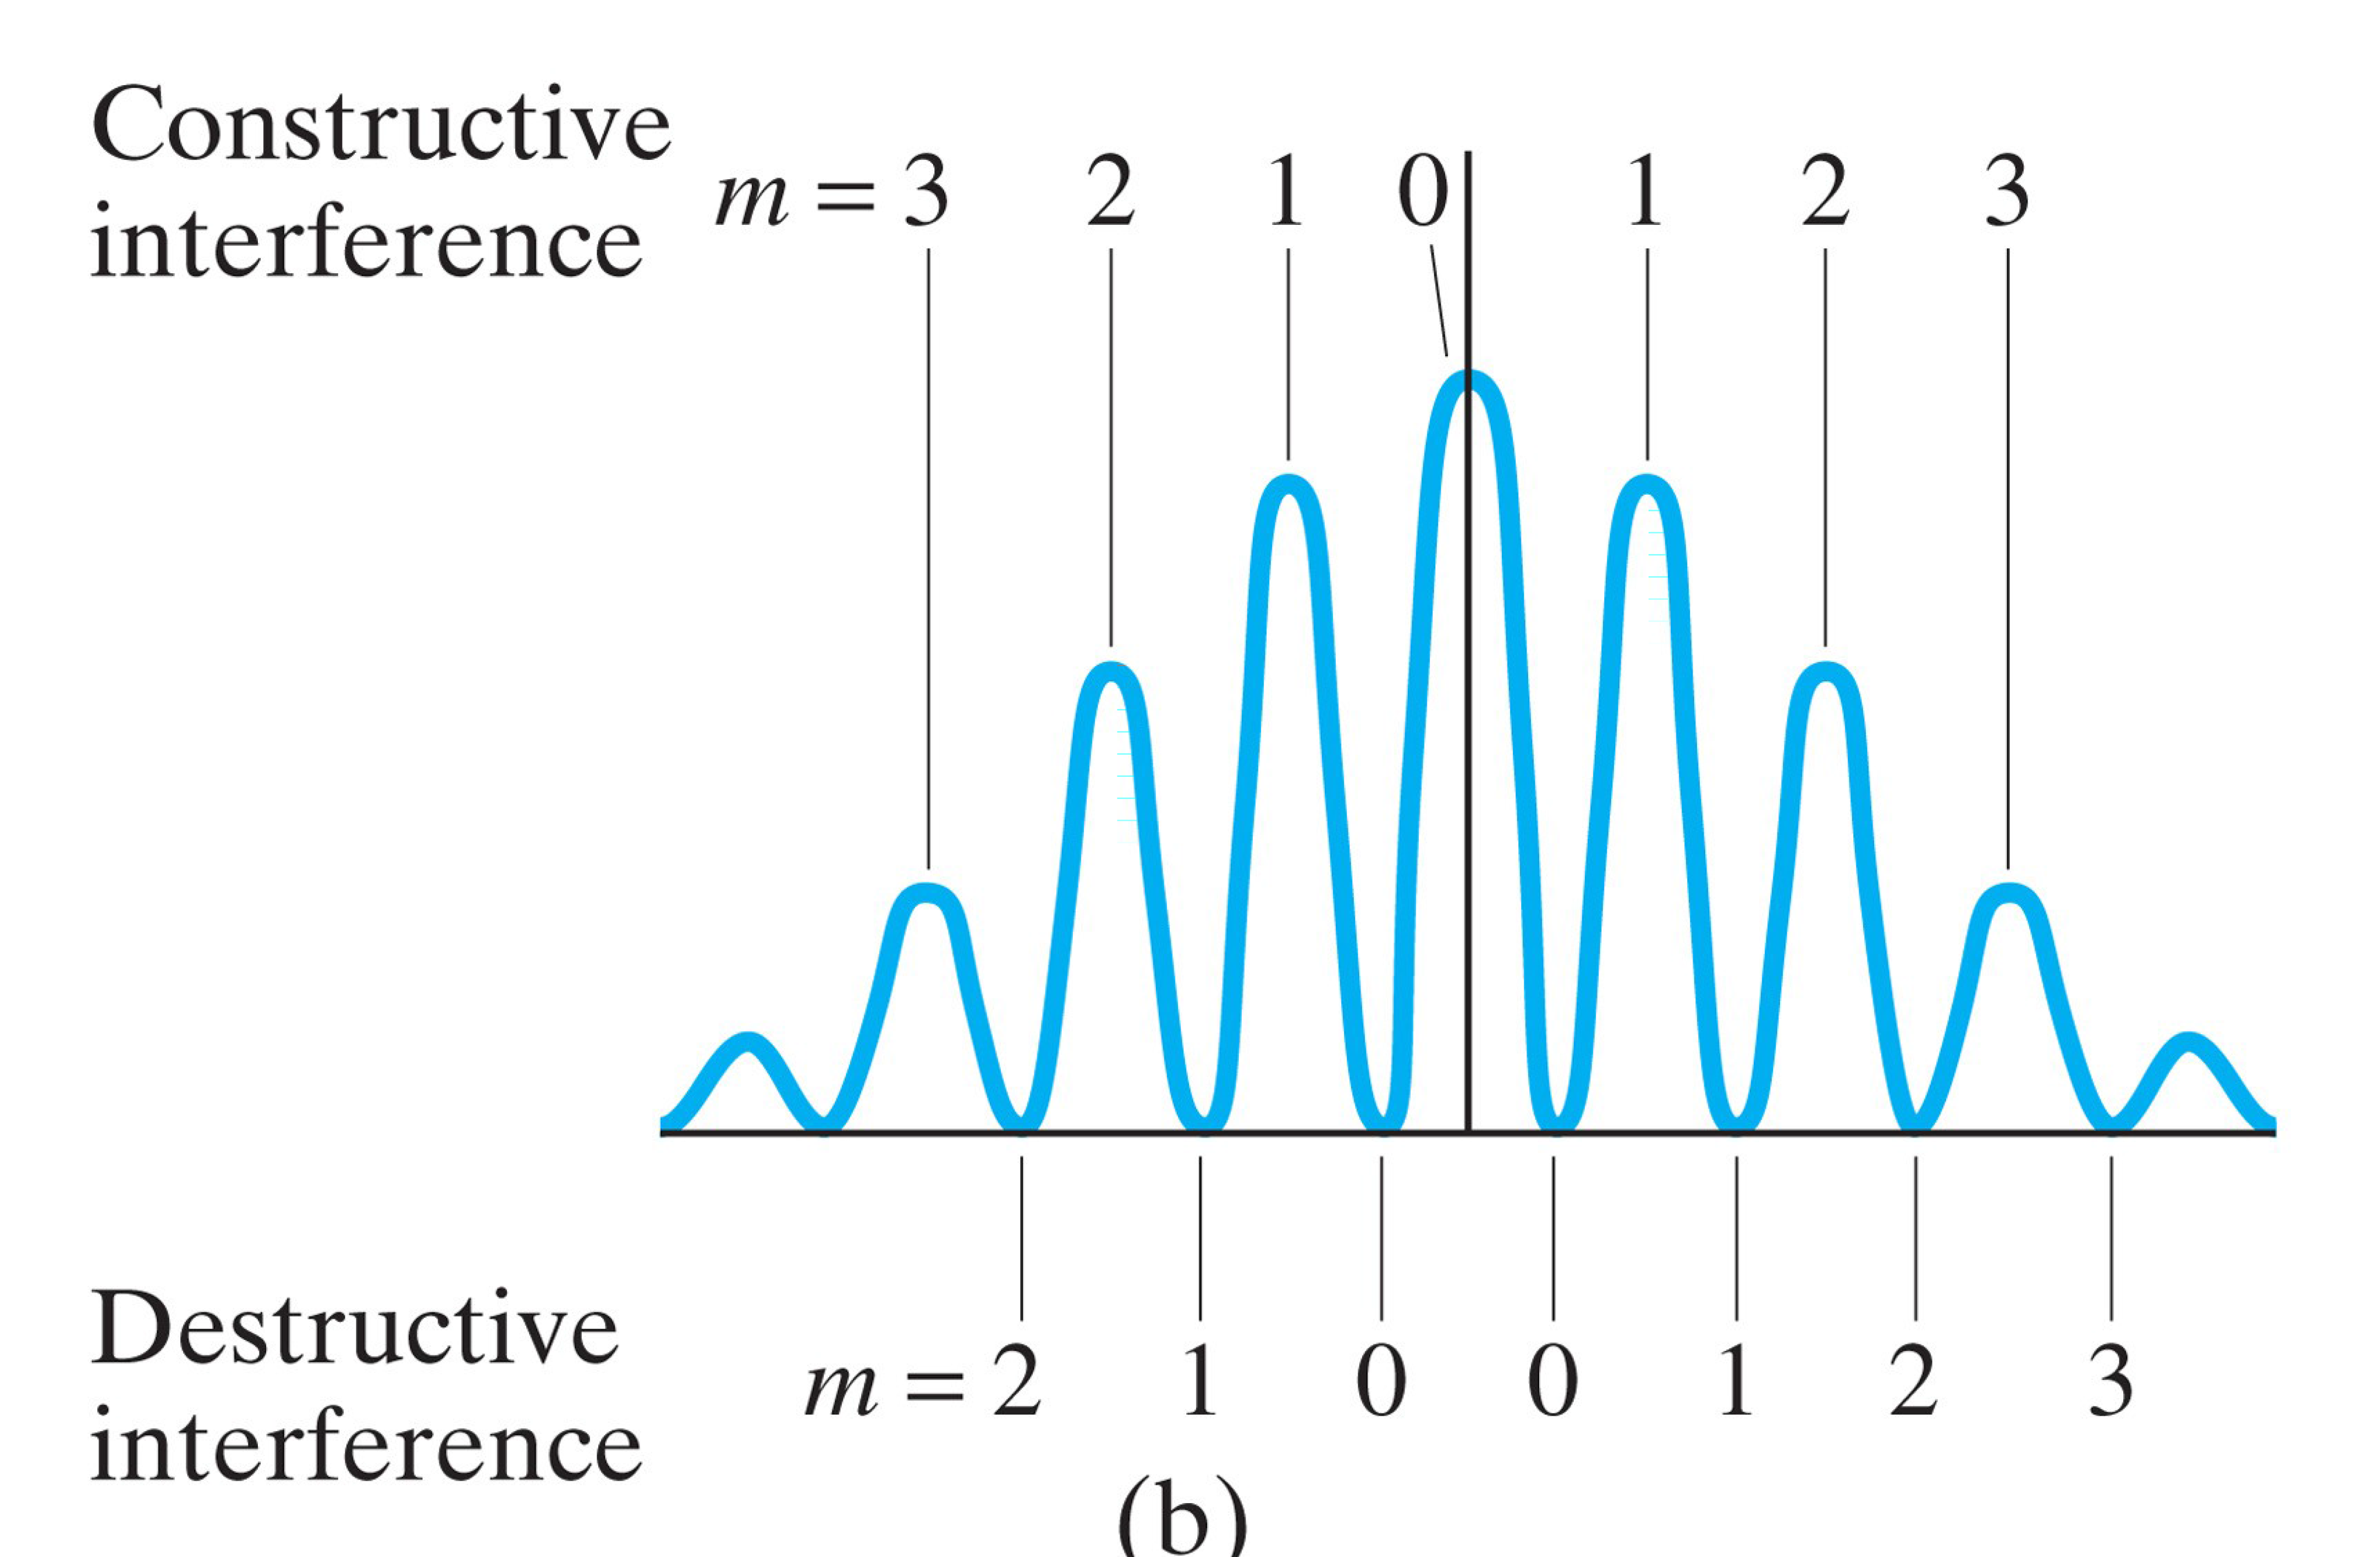 Constructive
interference
m = 3 2 1 0 1 2 3
Destructive
interference
m = 2 1 0 0 1 2 3
(b)